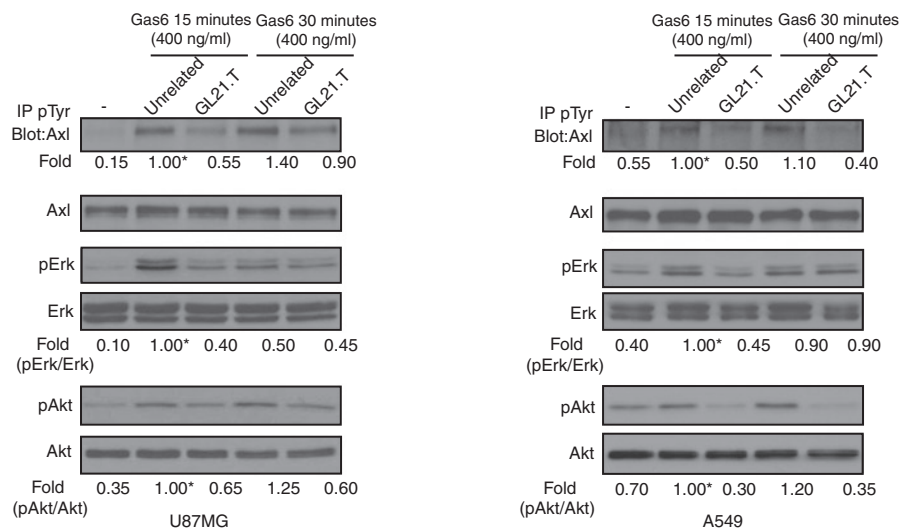 Gas6 15 minutes Gas6 30 minutes
(400 ng/ml) (400 ng/ml)
- Unrelated GL21.T Unrelated GL21.T
IP pTyr
Blot:Axl
Fold 0.15 1.00* 0.55 1.40 0.90
Axl
pErk
Erk
Fold 0.10 1.00* 0.40 0.50 0.45
(pErk/Erk)
pAkt
Akt
Fold 0.35 1.00* 0.65 1.25 0.60
(pAkt/Akt)
U87MG
Gas6 15 minutes Gas6 30 minutes
(400 ng/ml) (400 ng/ml)
- Unrelated GL21.T Unrelated GL21.T
IP pTyr
Blot:Axl
Fold 0.55 1.00* 0.50 1.10 0.40
Axl
pErk
Erk
Fold 0.40 1.00* 0.45 0.90 0.90
(pErk/Erk)
pAkt
Akt
Fold 0.70 1.00* 0.30 1.20 0.35
(pAkt/Akt)
A549